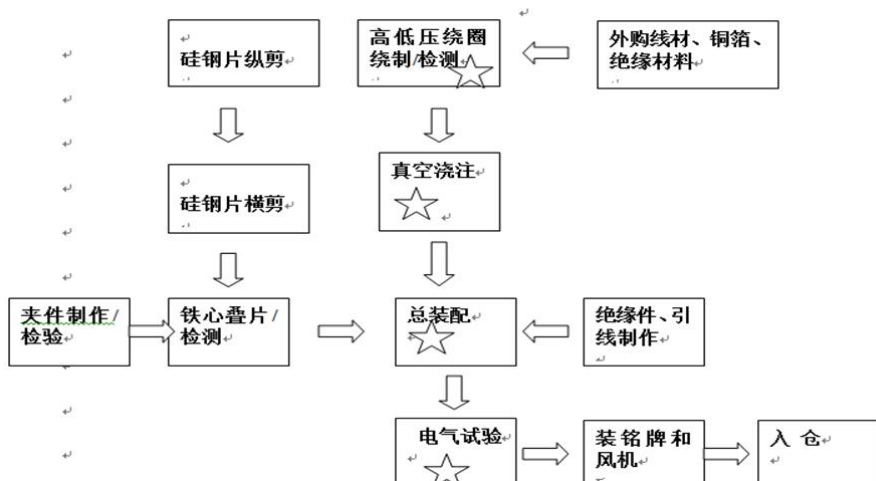 硅钢片纵剪
高低压绕圈
绕制/检测
外购线材、铜箔、
绝缘材料
硅钢片横剪
真空浇注
夹件制作/
检验
铁心叠片/
检测
总装配
绝缘件、引
线制作
电气试验
装铭牌和
风机
入 仓